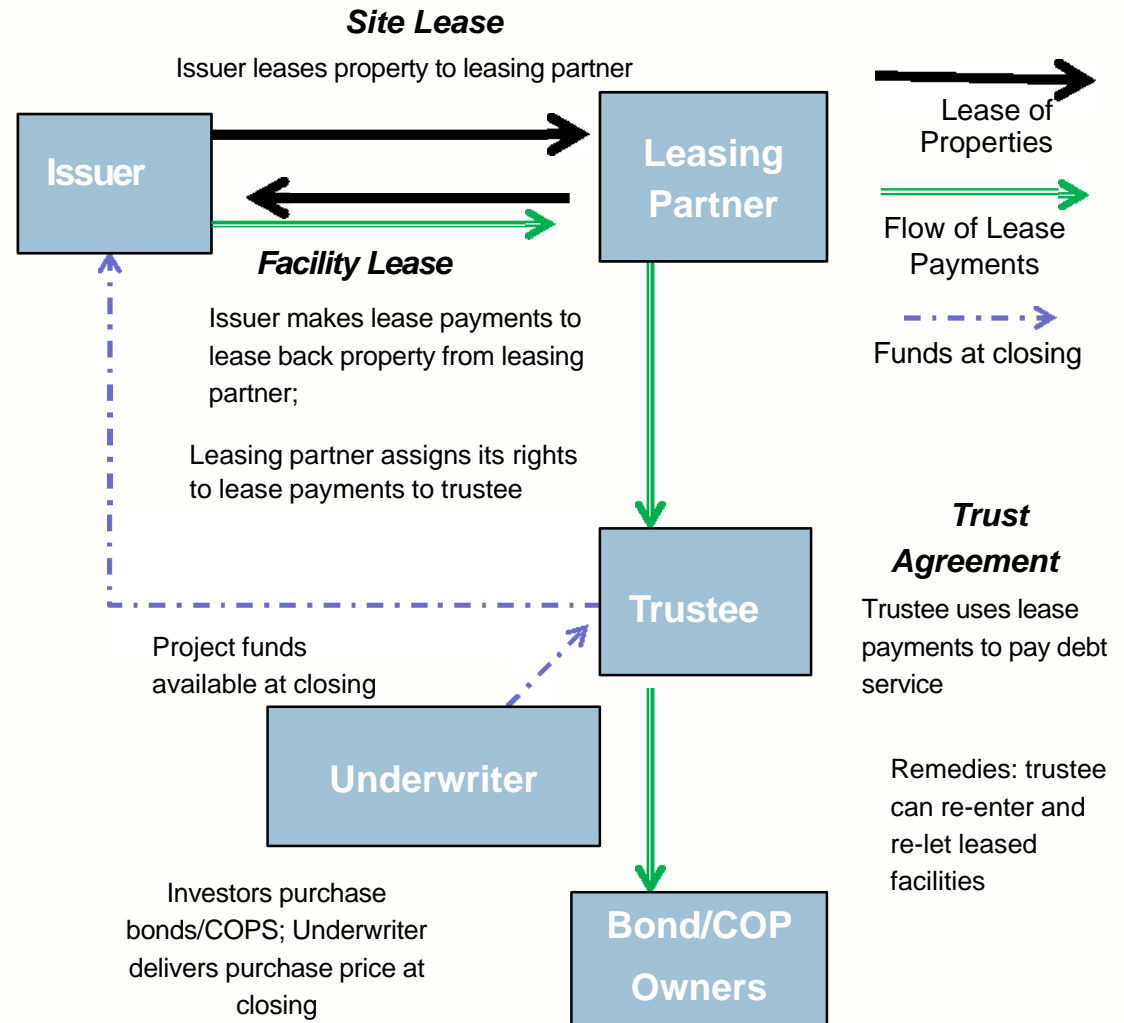 Site Lease
Issuer leases property to leasing partner
Issuer
Leasing
Partner
Lease of
Properties
Flow of Lease
Payments
Funds at closing
Facility Lease
Issuer makes lease payments to
lease back property from leasing
partner;
Leasing partner assigns its rights
to lease payments to trustee
Trustee
Trust
Agreement
Trustee uses lease
payments to pay debt
service
Project funds
available at closing
Underwriter
Remedies: trustee
can re-enter and
re-let leased
facilities
Investors purchase
bonds/COPS; Underwriter
delivers purchase price at
closing
Bond/COP
Owners